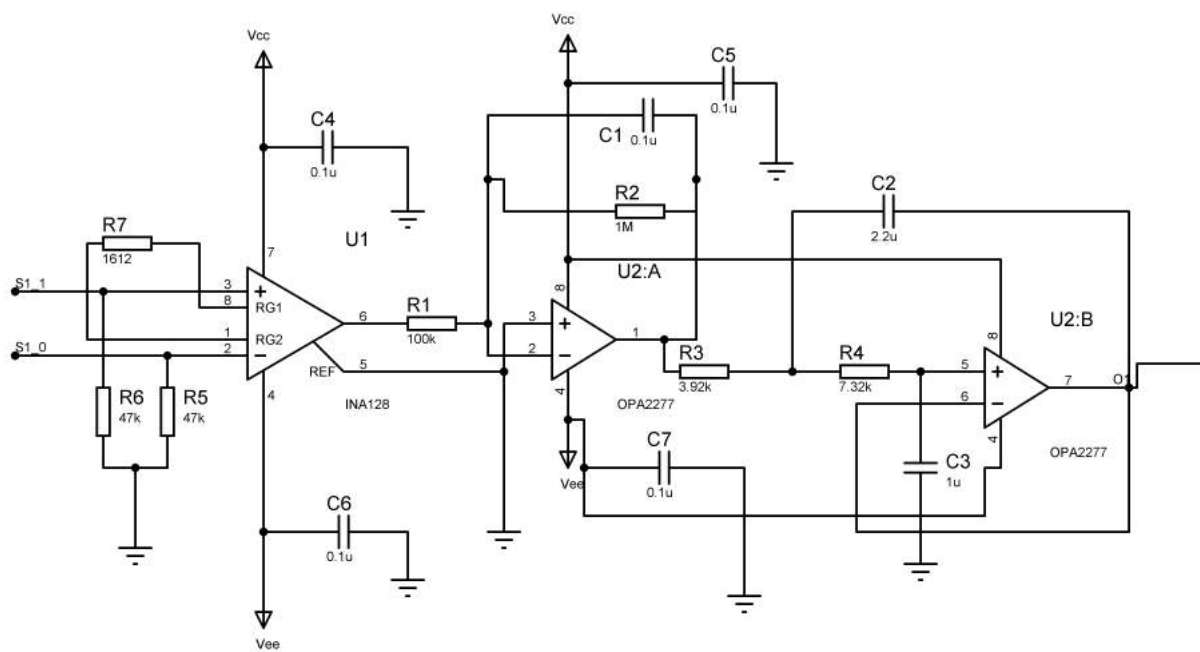 Vcc
Vcc
C5
0.1u
C4
0.1u
C1
0.1u
R2
1M
C2
2.2u
R7
1612
U1
7
U2:A
8
U2:B
8
S1_1
3
+
8
RG1
6
R1
100k
3
+
1
RG2
1
S1_0
2
−
2
−
R3
3.92k
R4
7.32k
5
+
7
O1
REF
5
6
−
INA128
OPA2277
4
4
4
OPA2277
R6
47k
R5
47k
C7
0.1u
C3
1u
Vee
C6
0.1u
Vee